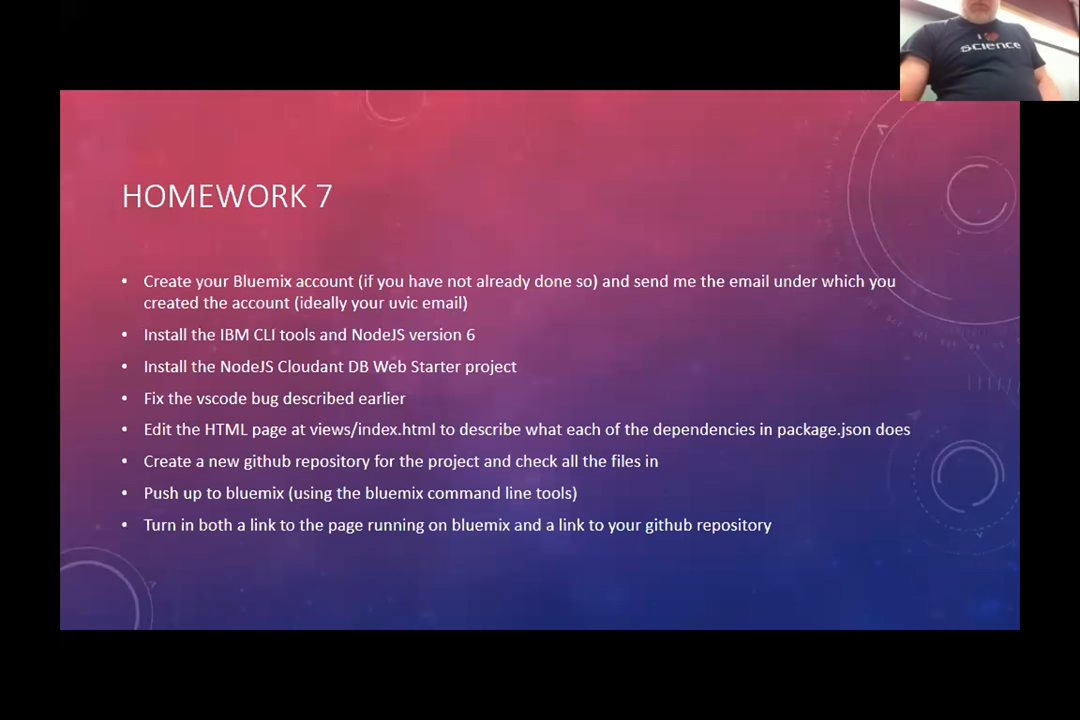 I
SCIENCE
HOMEWORK 7
• Create your Bluemix account (if you have not already done so) and send me the email under which you
created the account (ideally your uvic email)
• Install the IBM CLI tools and NodeJS version 6
• Install the NodeJS Cloudant DB Web Starter project
• Fix the vscode bug described earlier
• Edit the HTML page at views/index.html to describe what each of the dependencies in package.json does
• Create a new github repository for the project and check all the files in
• Push up to bluemix (using the bluemix command line tools)
• Turn in both a link to the page running on bluemix and a link to your github repository